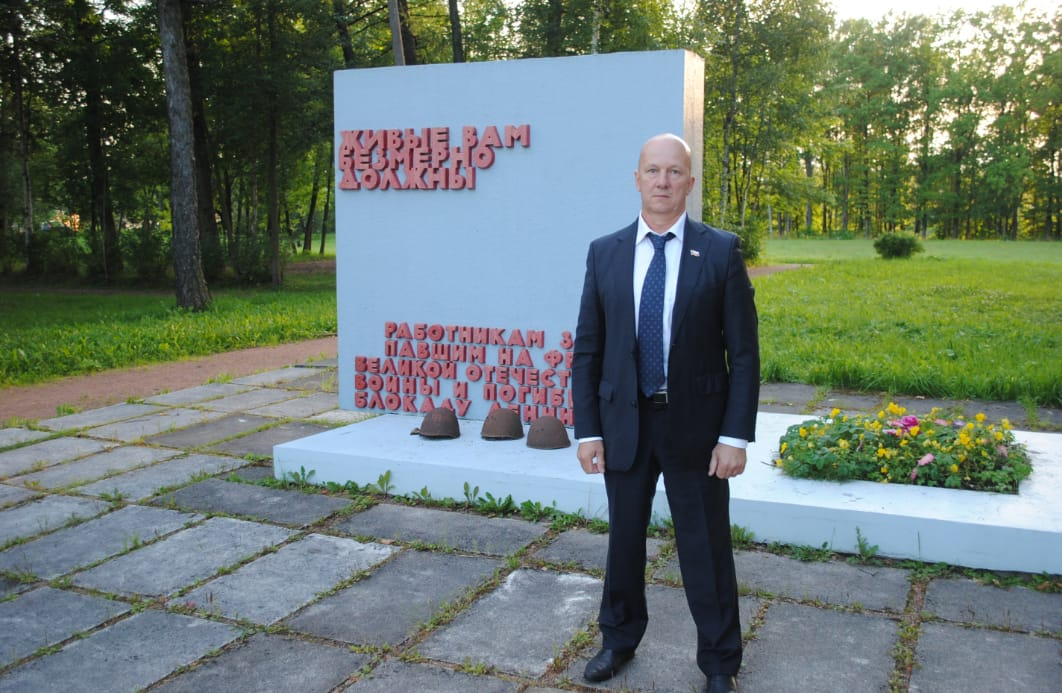 ЖИВЫЕ ВАМ
БЕЗМЕРНО
ДОЛЖНЫ
РАБОТНИКАМ
ПАВШИМ НА
ВЕЛИКОЙ
ВОЙНЫ И
БЛОКАДУ